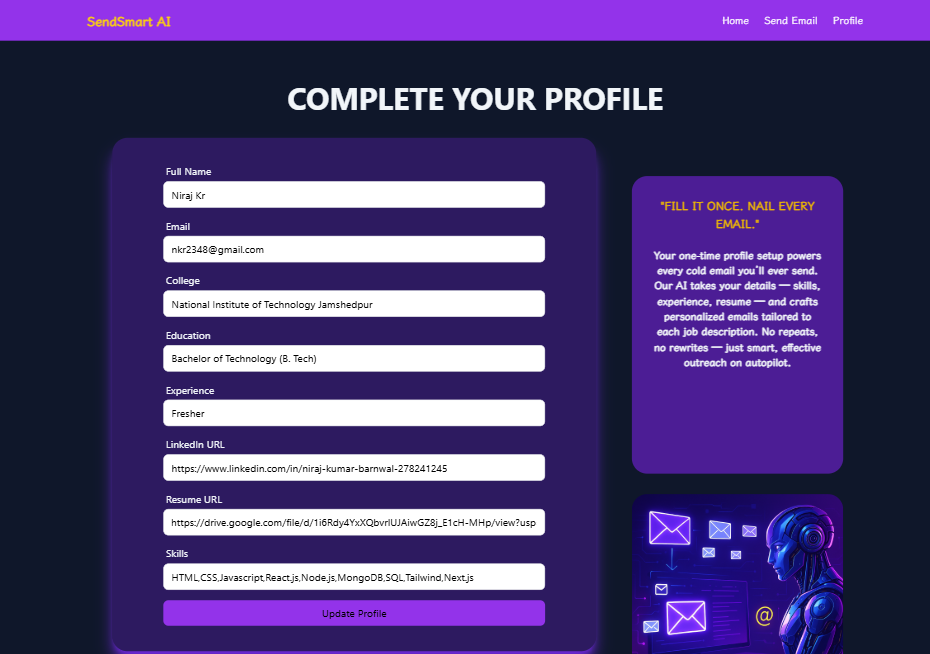 SendSmart AI
Home Send Email Profile
COMPLETE YOUR PROFILE
Full Name
Niraj Kr
Email
nkr2348@gmail.com
College
National Institute of Technology Jamshedpur
Education
Bachelor of Technology (B. Tech)
Experience
Fresher
LinkedIn URL
https://www.linkedin.com/in/niraj-kumar-barnwal-278241245
Resume URL
https://drive.google.com/file/d/1i6Rdy4YxXQbvrlUJAiwGZ8j_E1cH-MHp/view?usp
Skills
HTML,CSS,Javascript,React.js,Node.js,MongoDB,SQL,Tailwind,Next.js
Update Profile
"FILL IT ONCE. NAIL EVERY
EMAIL."
Your one-time profile setup powers
every cold email you'll ever send.
Our AI takes your details — skills,
experience, resume — and crafts
personalized emails tailored to
each job description. No repeats,
no rewrites — just smart, effective
outreach on autopilot.
@